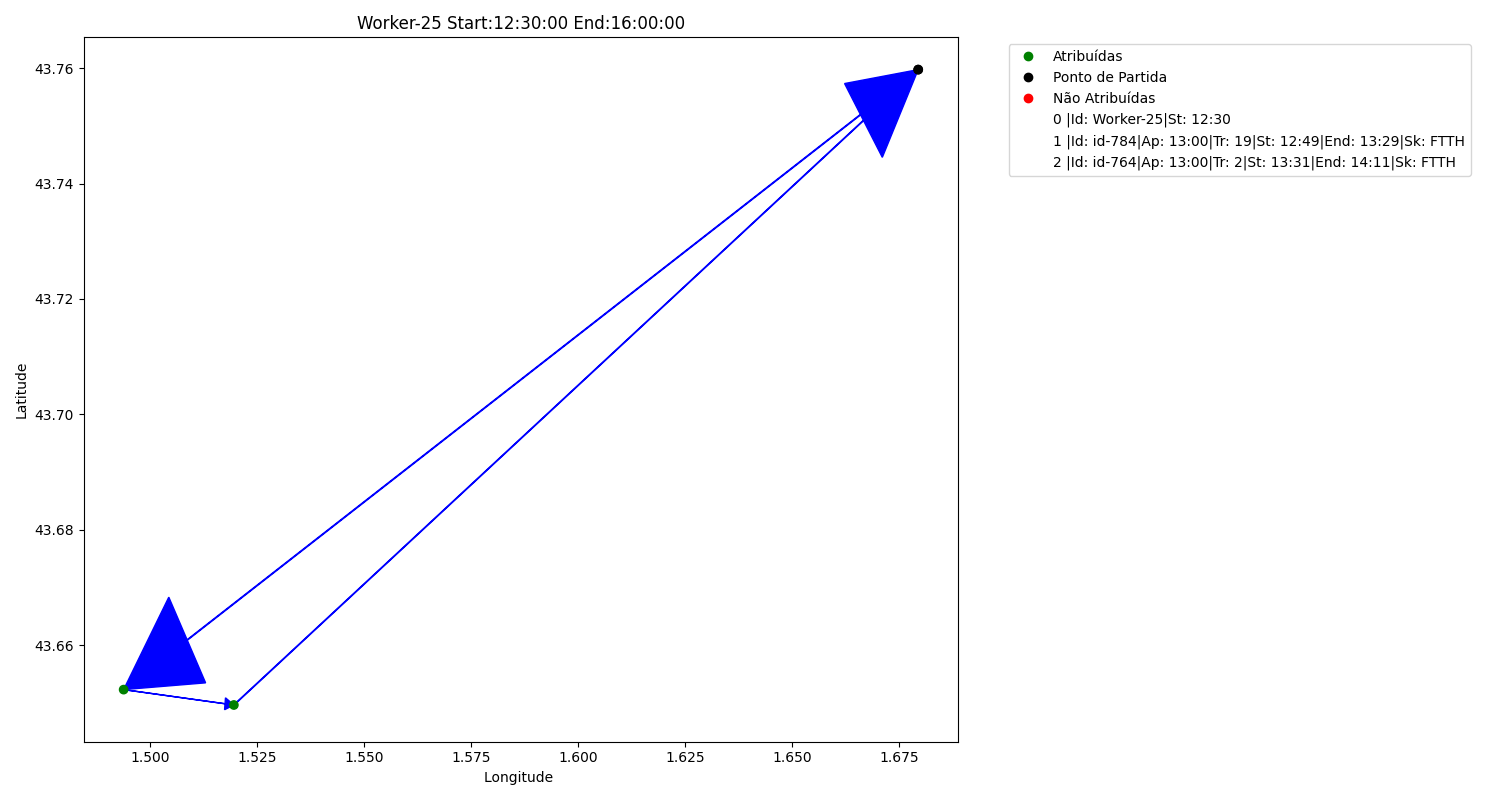 Worker-25 Start:12:30:00 End:16:00:00
43.76
43.74
43.72
43.70
43.68
43.66
Latitude
1.500 1.525 1.550 1.575 1.600 1.625 1.650 1.675
Longitude
Atribuídas
Ponto de Partida
Não Atribuídas
0 |Id: Worker-25|St: 12:30
1 |Id: id-784|Ap: 13:00|Tr: 19|St: 12:49|End: 13:29|Sk: FTTH
2 |Id: id-764|Ap: 13:00|Tr: 2|St: 13:31|End: 14:11|Sk: FTTH